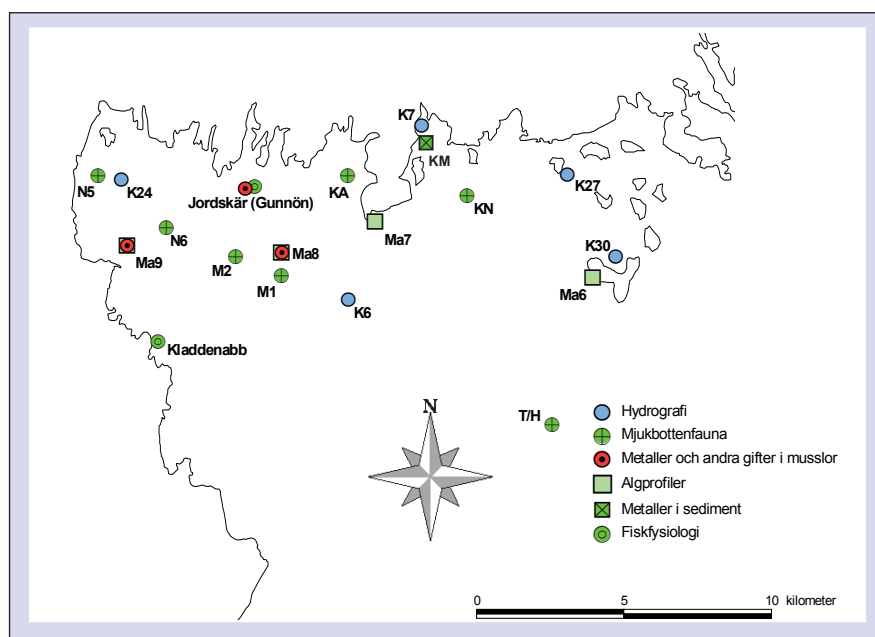 K7
KM
N5
K24
Jordskär (Gunnön)
KA
KN
K27
N6
Ma7
Ma9
M2
Ma8
M1
K30
Ma6
K6
Kladdenabb
T/H
N
Hydrografi
Mjukbottenfauna
Metaller och andra gifter i musslor
Algprofiler
Metaller i sediment
Fiskfysiologi
0 5 10 kilometer